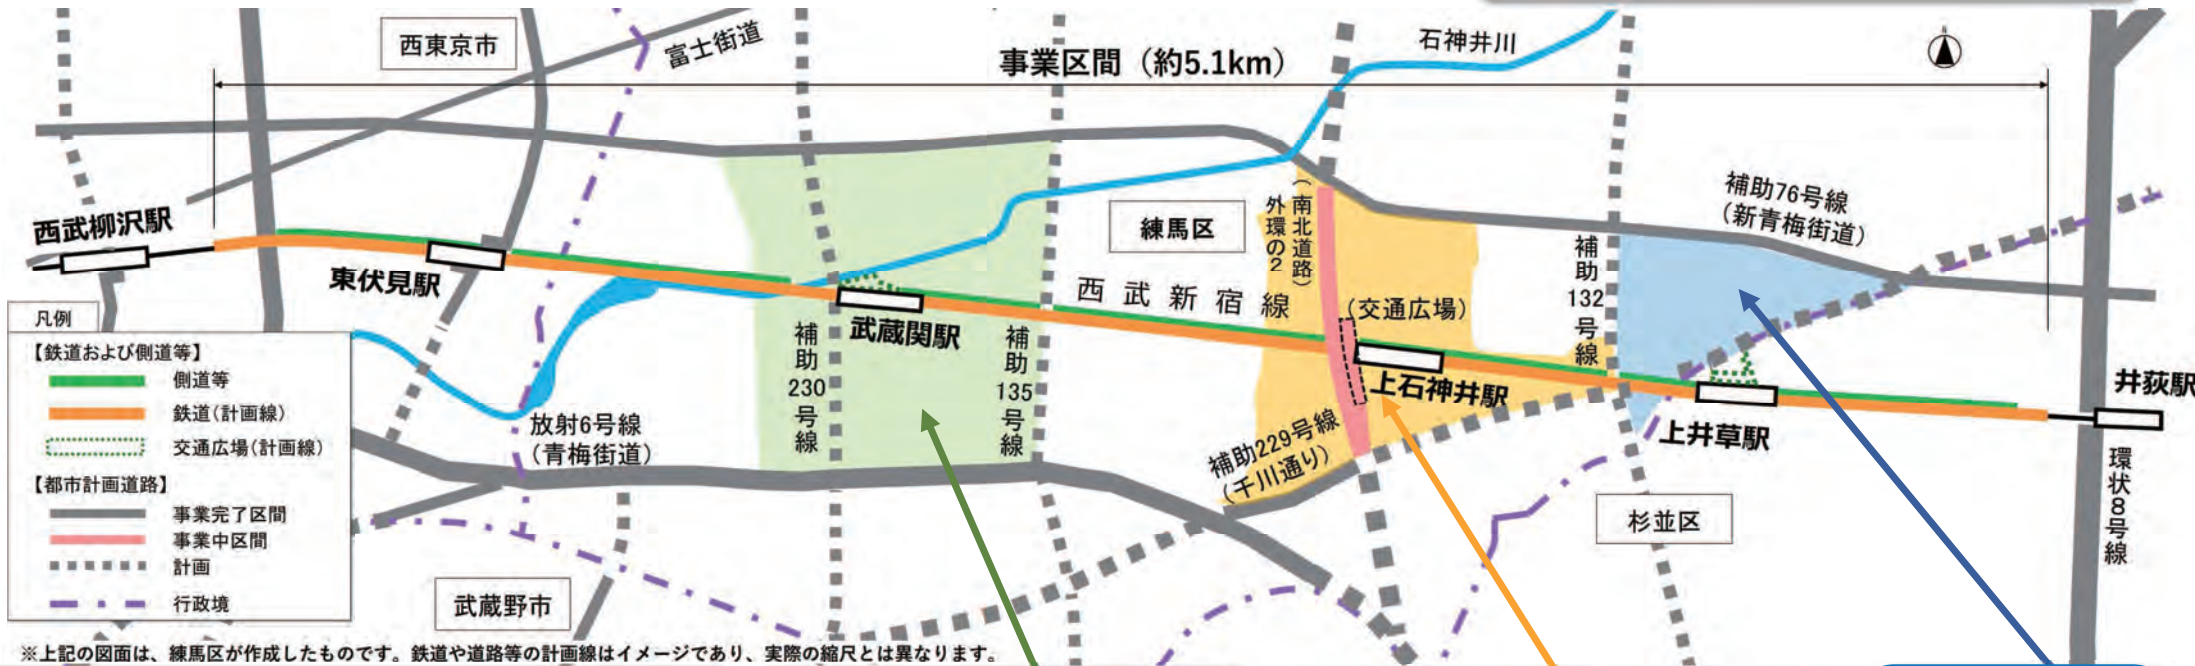 西東京市
富士街道
事業区間（約5.1km）
石神井川
N
西武柳沢駅
東伏見駅
武蔵関駅
練馬区
西武新宿線
（南北道路）
外環の2
（交通広場）
上石神井駅
補助132号線
補助76号線
（新青梅街道）
上井草駅
井荻駅
環状8号線
杉並区
補助230号線
補助135号線
補助229号線
（千川通り）
放射6号線
（青梅街道）
武蔵野市
凡例
【鉄道および側道等】
側道等
鉄道(計画線)
交通広場(計画線)
【都市計画道路】
事業完了区間
事業中区間
計画
行政境
※上記の図面は、練馬区が作成したものです。鉄道や道路等の計画線はイメージであり、実際の縮尺とは異なります。